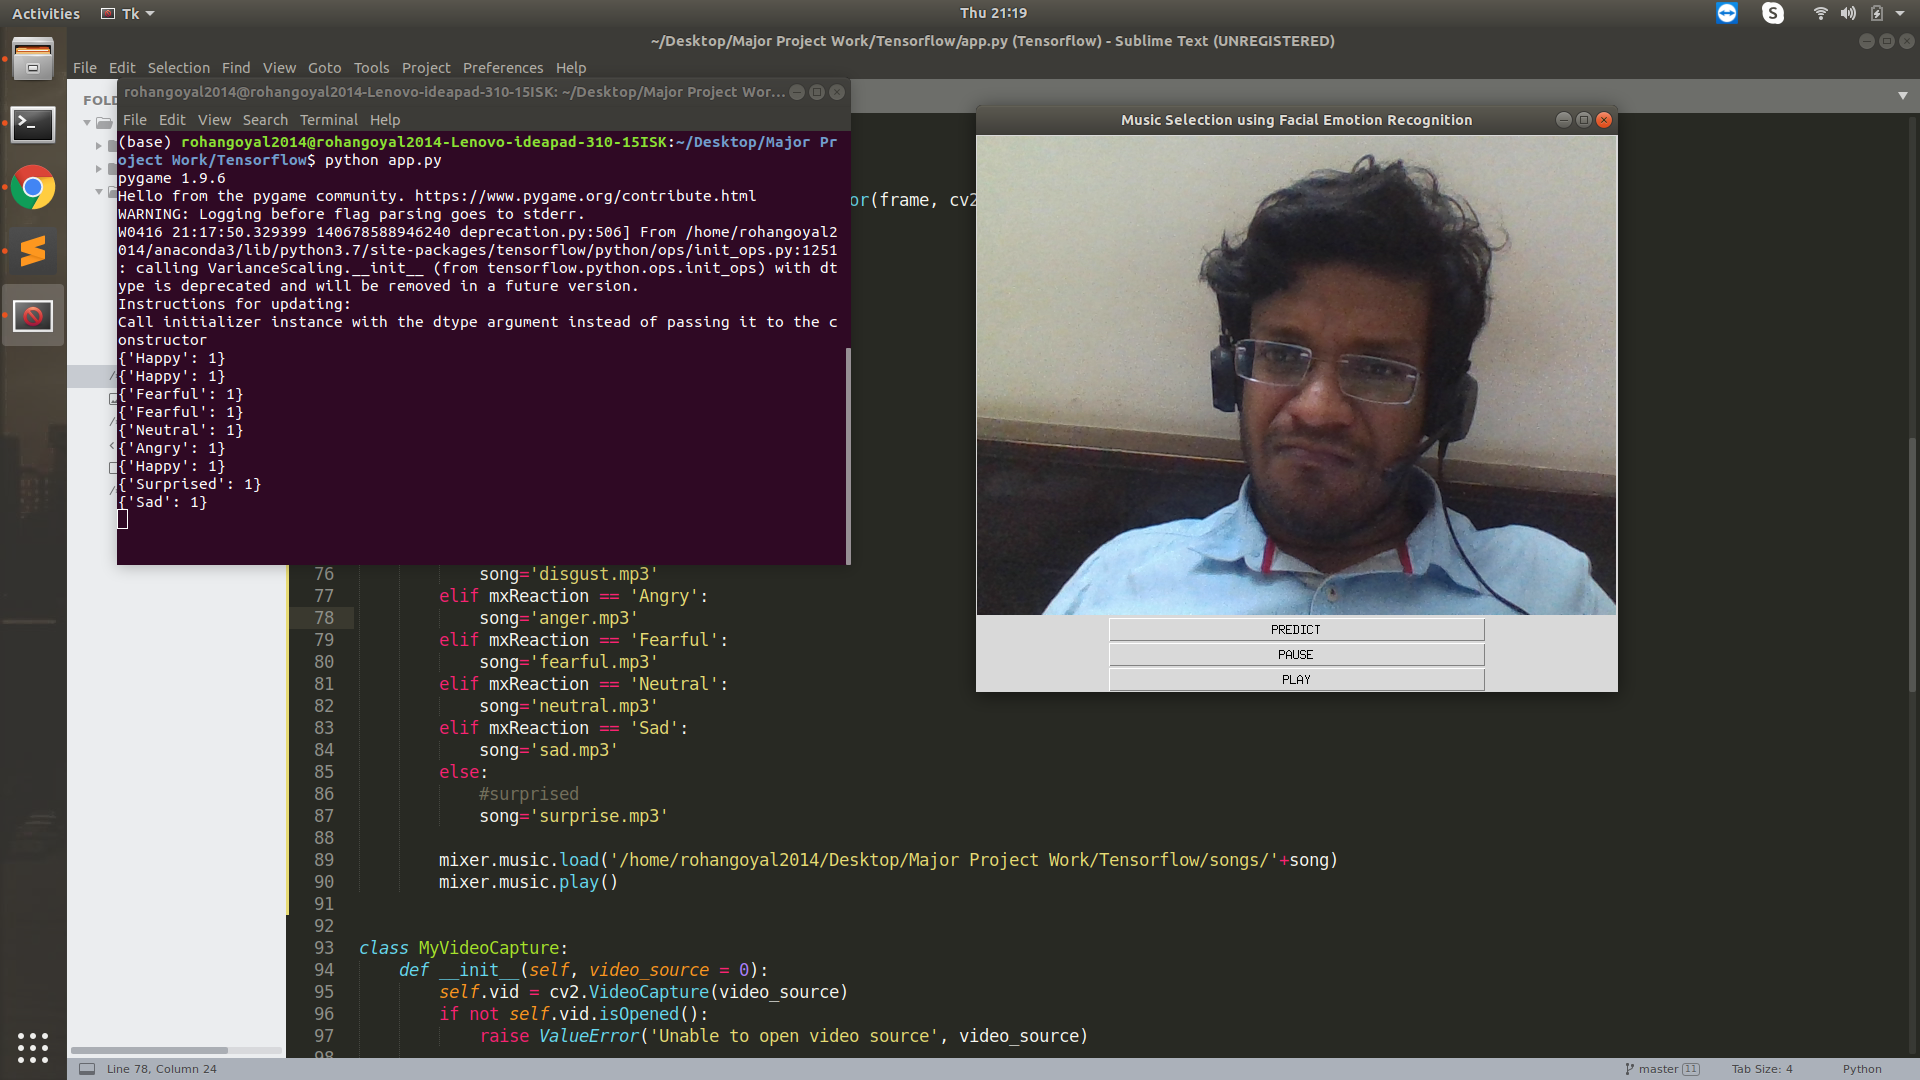 Activities
Tk
Thu 21:19
~/Desktop/Major Project Work/Tensorflow/app.py (Tensorflow) - Sublime Text (UNREGISTERED)
File Edit Selection Find View Goto Tools Project Preferences Help
FOLD
rohangoyal2014@rohangoyal2014-Lenovo-ideapad-310-15ISK: ~/Desktop/Major Project Wor...
File Edit View Search Terminal Help
(base) rohangoyal2014@rohangoyal2014-Lenovo-ideapad-310-15ISK:~/Desktop/Major Pr
oject Work/Tensorflow$ python app.py
pygame 1.9.6
Hello from the pygame community. https://www.pygame.org/contribute.html
WARNING: Logging before flag parsing goes to stderr.
W0416 21:17:50.329399 140678588946240 deprecation.py:506] From /home/rohangoyal2
014/anaconda3/lib/python3.7/site-packages/tensorflow/python/ops/init_ops.py:1251
: calling VarianceScaling.__init__ (from tensorflow.python.ops.init_ops) with dt
ype is deprecated and will be removed in a future version.
Instructions for updating:
Call initializer instance with the dtype argument instead of passing it to the c
onstructor
{'Happy': 1}
{'Happy': 1}
{'Fearful': 1}
{'Fearful': 1}
{'Neutral': 1}
{'Angry': 1}
{'Happy': 1}
{'Surprised': 1}
{'Sad': 1}
or(frame, cv2
Music Selection using Facial Emotion Recognition
PREDICT
PAUSE
PLAY
76 song='disgust.mp3'
77 elif mxReaction == 'Angry':
78 song='anger.mp3'
79 elif mxReaction == 'Fearful':
80 song='fearful.mp3'
81 elif mxReaction == 'Neutral':
82 song='neutral.mp3'
83 elif mxReaction == 'Sad':
84 song='sad.mp3'
85 else:
86 #surprised
87 song='surprise.mp3'
88
89 mixer.music.load('/home/rohangoyal2014/Desktop/Major Project Work/Tensorflow/songs/'+song)
90 mixer.music.play()
91
92
93 class MyVideoCapture:
94 def __init__(self, video_source = 0):
95 self.vid = cv2.VideoCapture(video_source)
96 if not self.vid.isOpened():
97 raise ValueError('Unable to open video source', video_source)
98
Line 78, Column 24
master 11
Tab Size: 4
Python